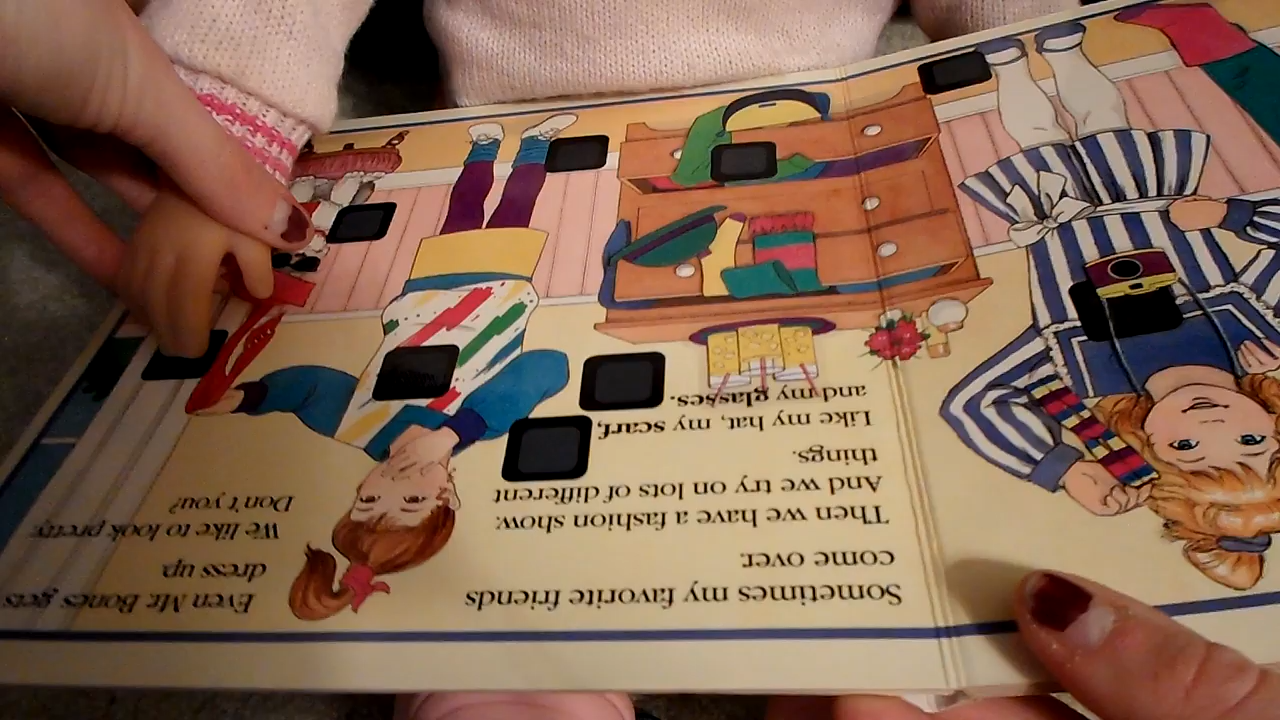 Sometimes my favorite friends
come over.
Then we have a fashion show.
And we try on lots of different
things.
Like my hat, my scarf,
and my glasses.
Even Mr. Bones gets
dress up.
We like to look pretty.
Don't you?